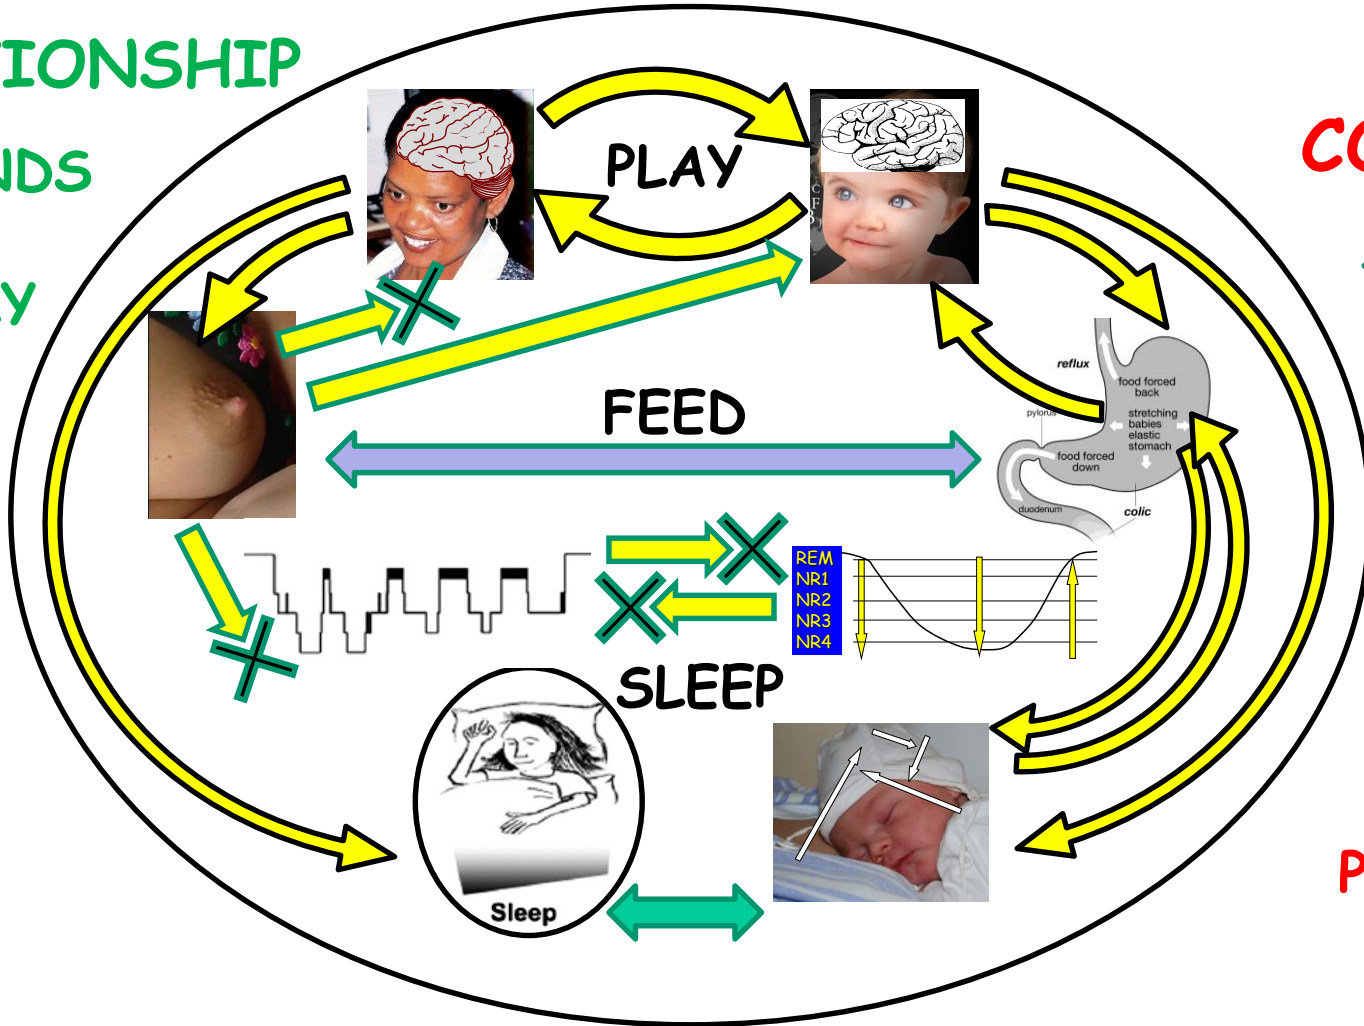 TIONSHIP
NDS
CO
PLAY
reflux
food forced
back
pylorus
stretching
babies
elastic
stomach
FEED
food forced
down
duodenum
colic
REM
NR1
NR2
NR3
NR4
SLEEP
P
Sleep